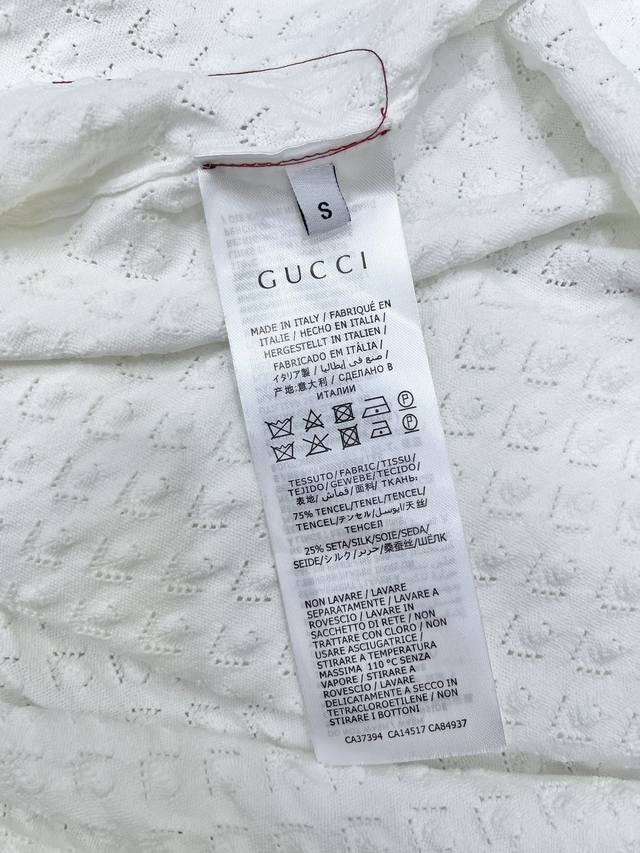 S
GUCCI
MADE IN ITALY / FABRIQUÉ EN
ITALIE / HECHO EN ITALIA /
HERGESTELLT IN ITALIEN /
FABRICADO EM ITÁLIA /
イタリア製 / صنع في إيطاليا /
产地:意大利 / СДЕЛАНО В
ИТАЛИИ
P
P
TESSUTO/FABRIC/TISSU/
TEJIDO/GEWEBE/TECIDO/
表地/قماش/面料/ ТКАНЬ:
75% TENCEL/TENEL/TENCEL/
TENCEL/テンセル/ايوسل/天丝/
ТЕНСЕЛ
25% SETA/SILK/SOIE/SEDA/
SEIDE/シルク/حرير/桑蚕丝/ШЁЛК
NON LAVARE / LAVARE
SEPARATAMENTE / LAVARE A
ROVESCIO / LAVARE IN
SACCHETTO DI RETE / NON
TRATTARE CON CLORO / NON
USARE ASCIUGATRICE /
STIRARE A TEMPERATURA
MASSIMA 110 °C SENZA
VAPORE / STIRARE A
ROVESCIO / LAVARE
DELICATAMENTE A SECCO IN
TETRACLOROETILENE / NON
STIRARE I BOTTONI
CA37394 CA14517 CA84937